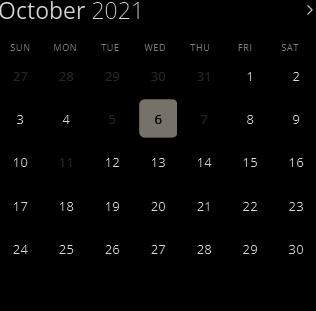 October 2021
SUN MON TUE WED THU FRI SAT
27 28 29 30 31 1 2
3 4 5 6 7 8 9
10 11 12 13 14 15 16
17 18 19 20 21 22 23
24 25 26 27 28 29 30